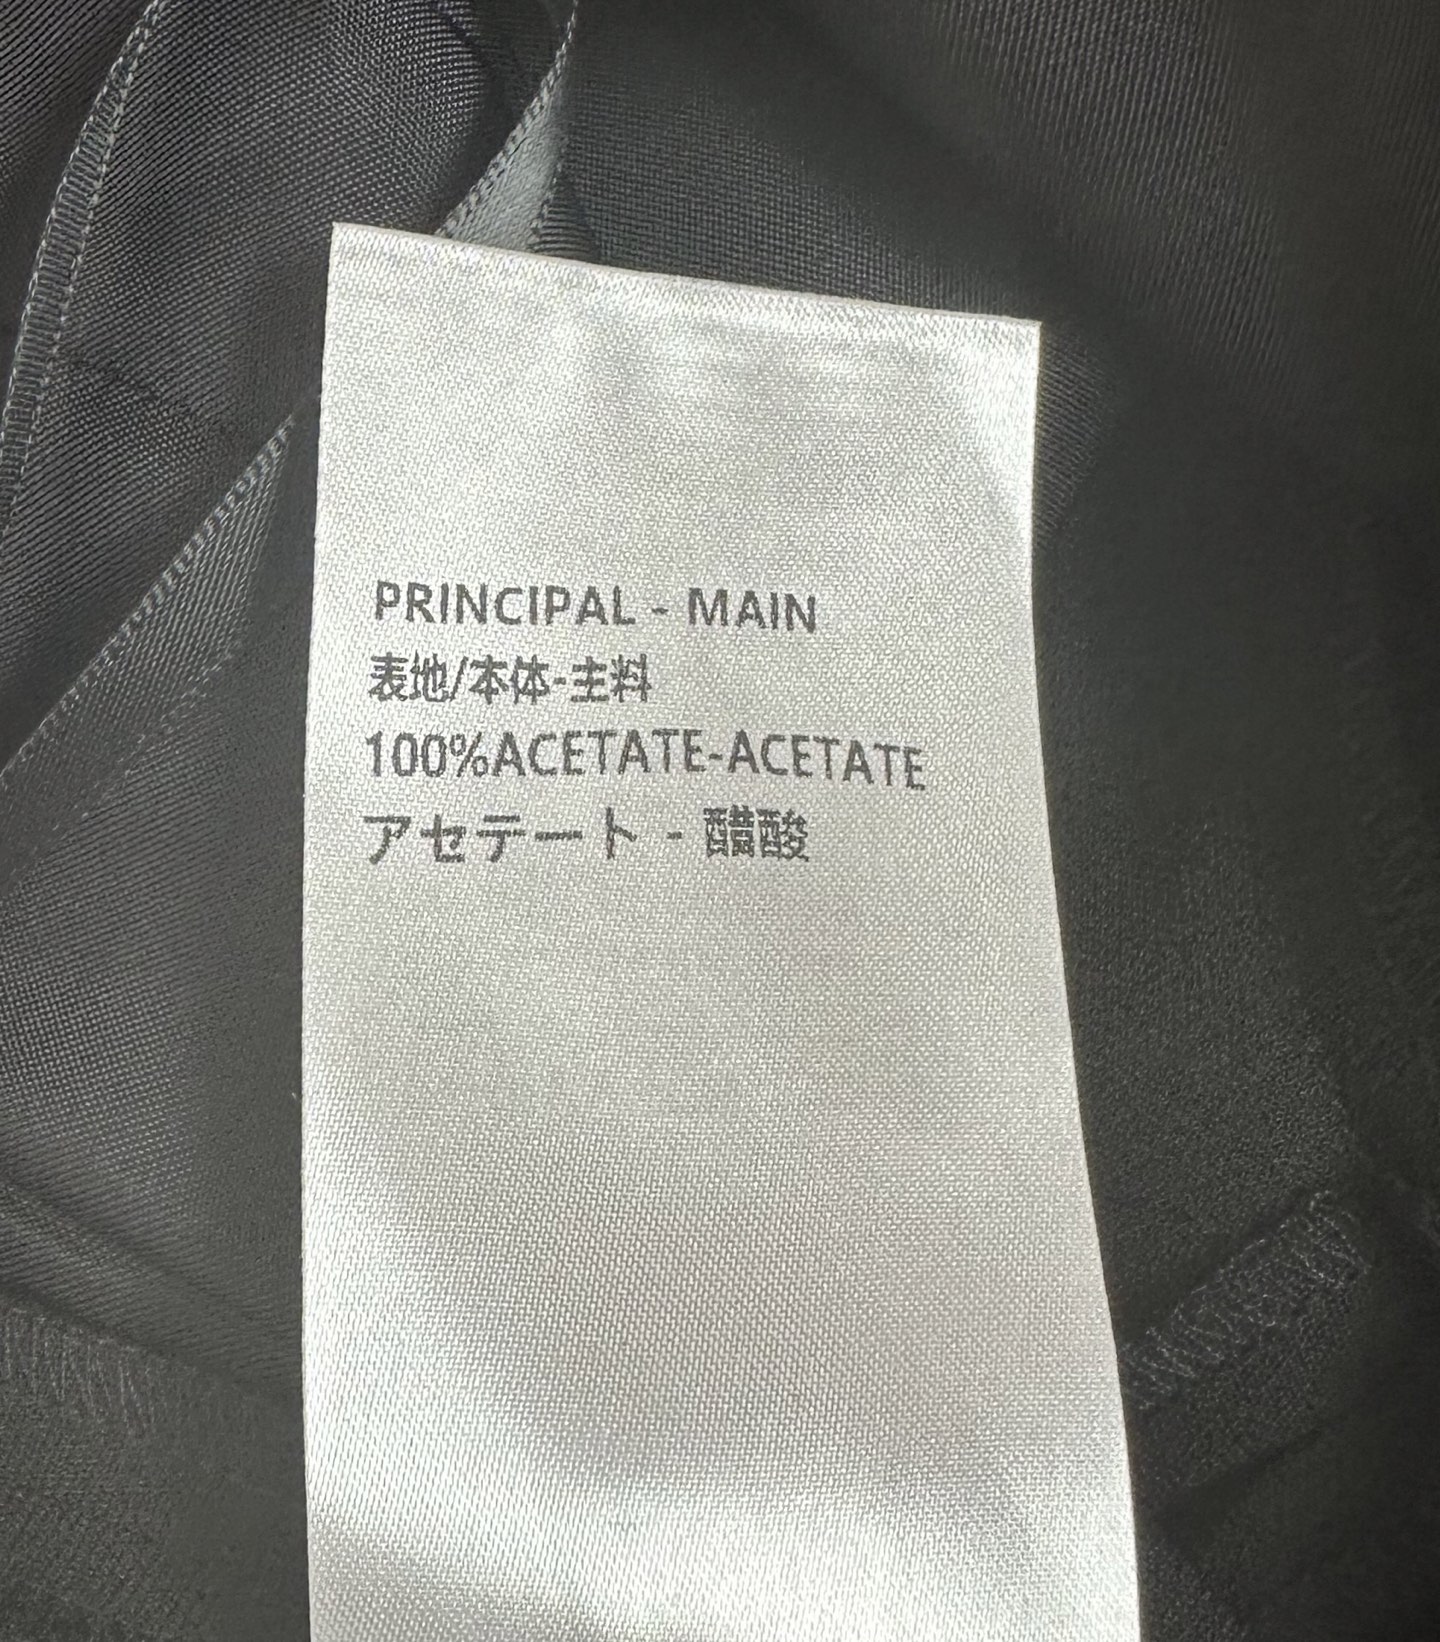 PRINCIPAL - MAIN
表地/本体-主料
100%ACETATE-ACETATE
アセテート - 醋酸